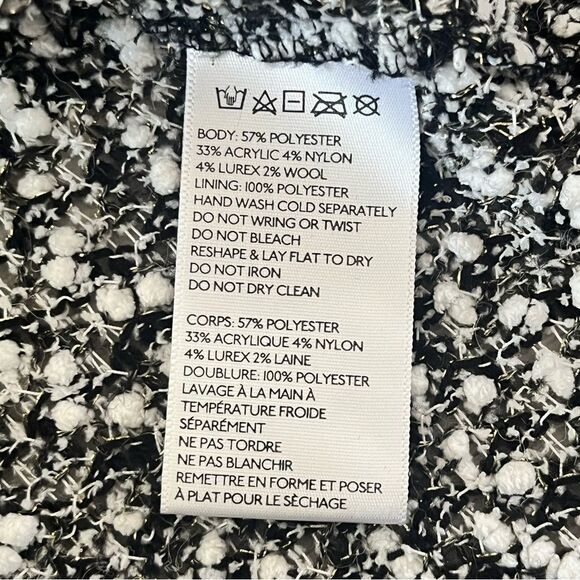 BODY: 57% POLYESTER
33% ACRYLIC 4% NYLON
4% LUREX 2% WOOL
LINING: 100% POLYESTER
HAND WASH COLD SEPARATELY
DO NOT WRING OR TWIST
DO NOT BLEACH
RESHAPE & LAY FLAT TO DRY
DO NOT IRON
DO NOT DRY CLEAN
CORPS: 57% POLYESTER
33% ACRYLIQUE 4% NYLON
4% LUREX 2% LAINE
DOUBLURE: 100% POLYESTER
LAVAGE À LA MAIN À
TEMPÉRATURE FROIDE
SÉPARÉMENT
NE PAS TORDRE
NE PAS BLANCHIR
REMETTRE EN FORME ET POSER
À PLAT POUR LE SÈCHAGE